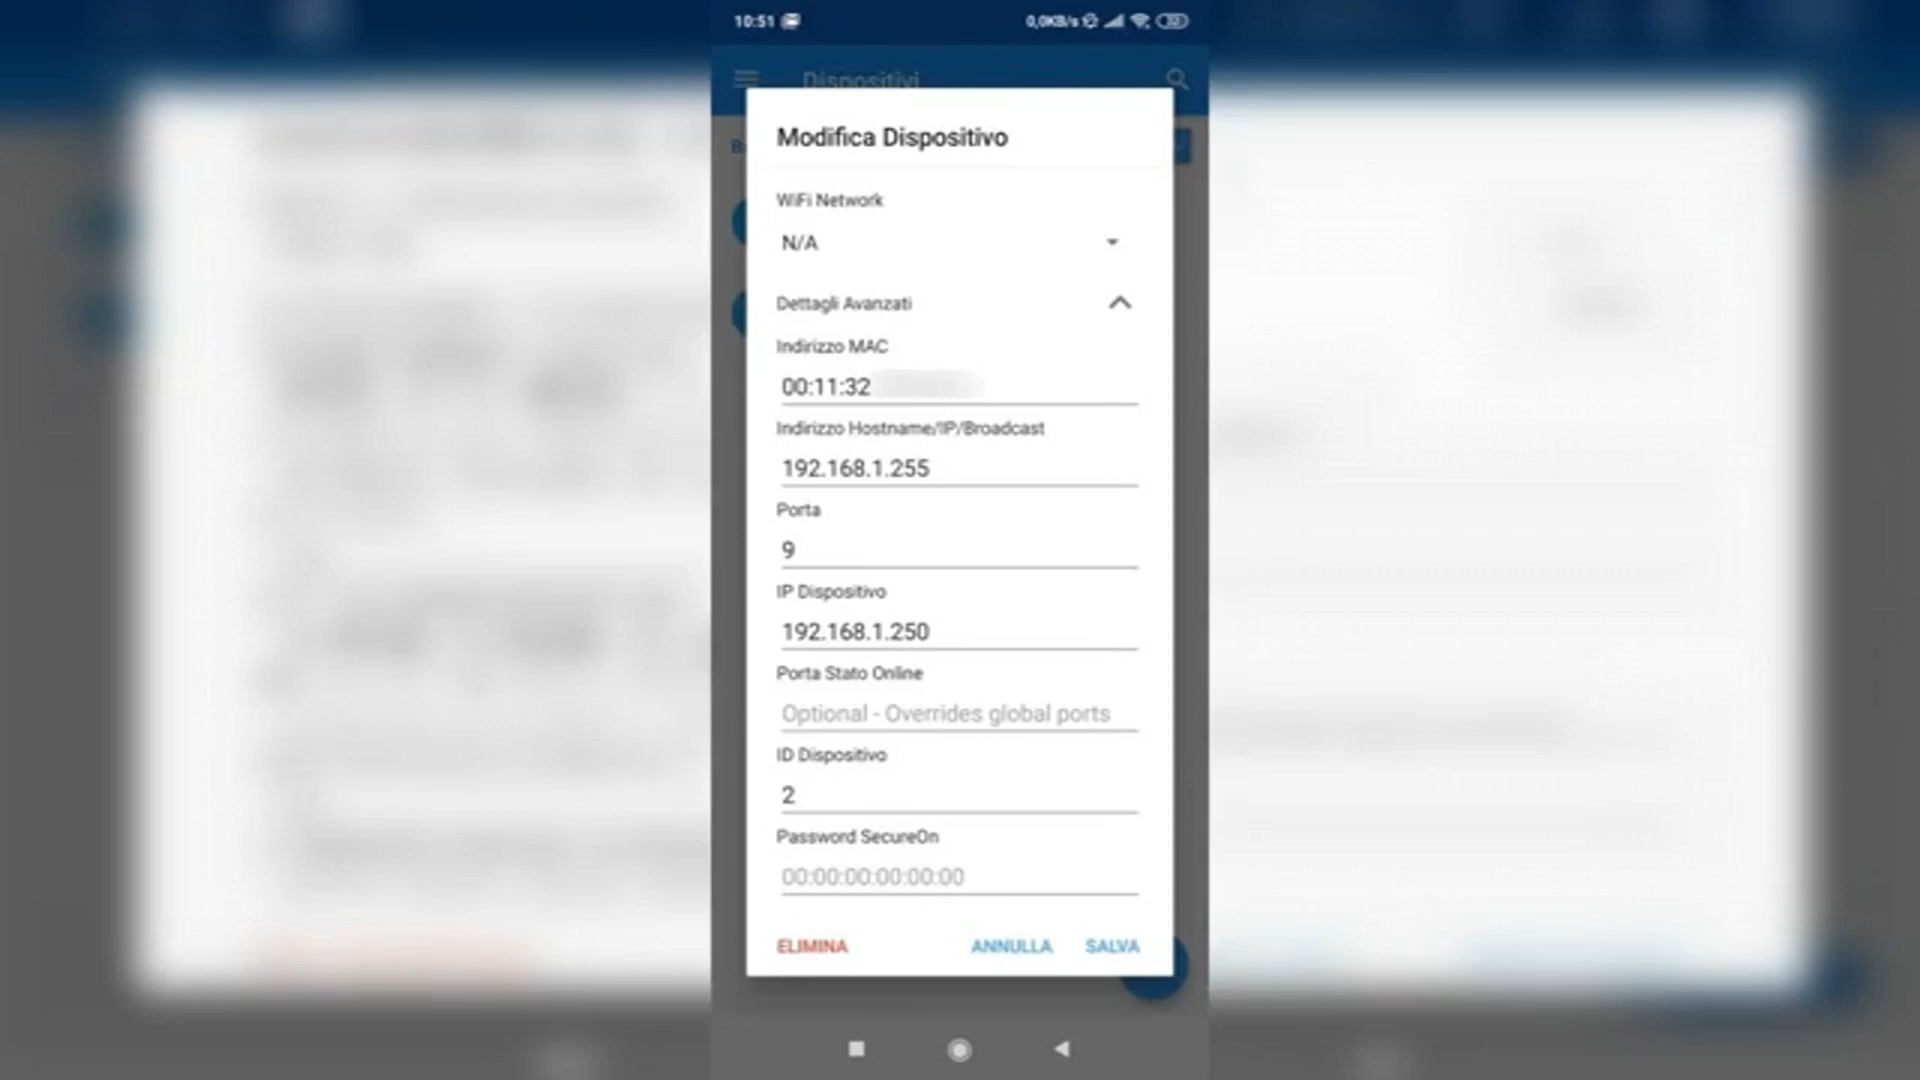 10:51
0,0KB/s
Dispositivi
Modifica Dispositivo
WiFi Network
N/A
Dettagli Avanzati
Indirizzo MAC
00:11:32
Indirizzo Hostname/IP/Broadcast
192.168.1.255
Porta
9
IP Dispositivo
192.168.1.250
Porta Stato Online
Optional - Overrides global ports
ID Dispositivo
2
Password SecureOn
00:00:00:00:00:00
ELIMINA
ANNULLA
SALVA